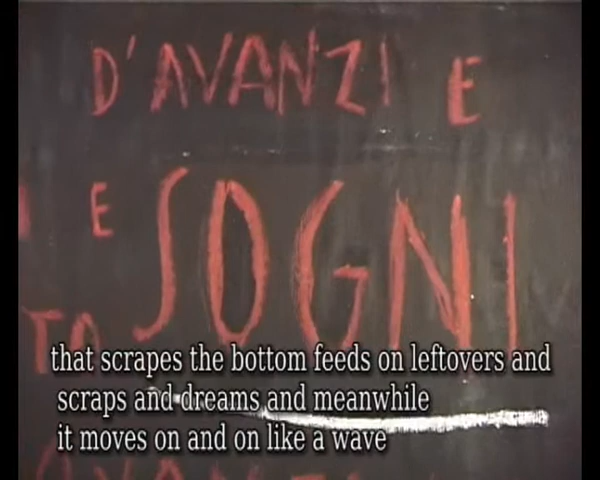 D'AVANZI E
E SOGNI
TO
that scrapes the bottom feeds on leftovers and
scraps and dreams and meanwhile
it moves on and on like a wave